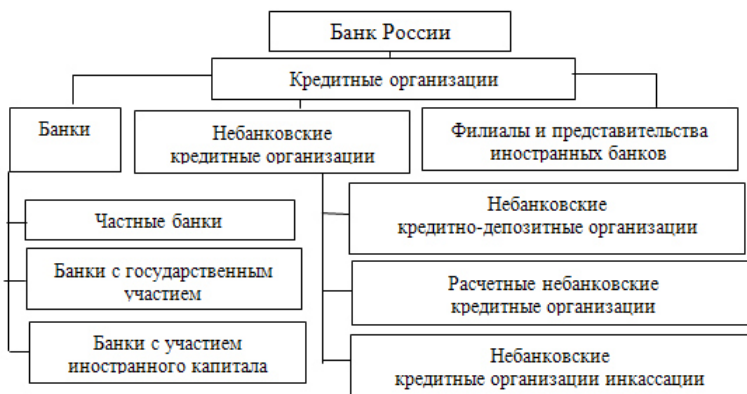 Банк России
Кредитные организации
Банки
Небанковские
кредитные организации
Филиалы и представительства
иностранных банков
Частные банки
Банки с государственным
участием
Банки с участием
иностранного капитала
Небанковские
кредитно-депозитные организации
Расчетные небанковские
кредитные организации
Небанковские
кредитные организации инкассации